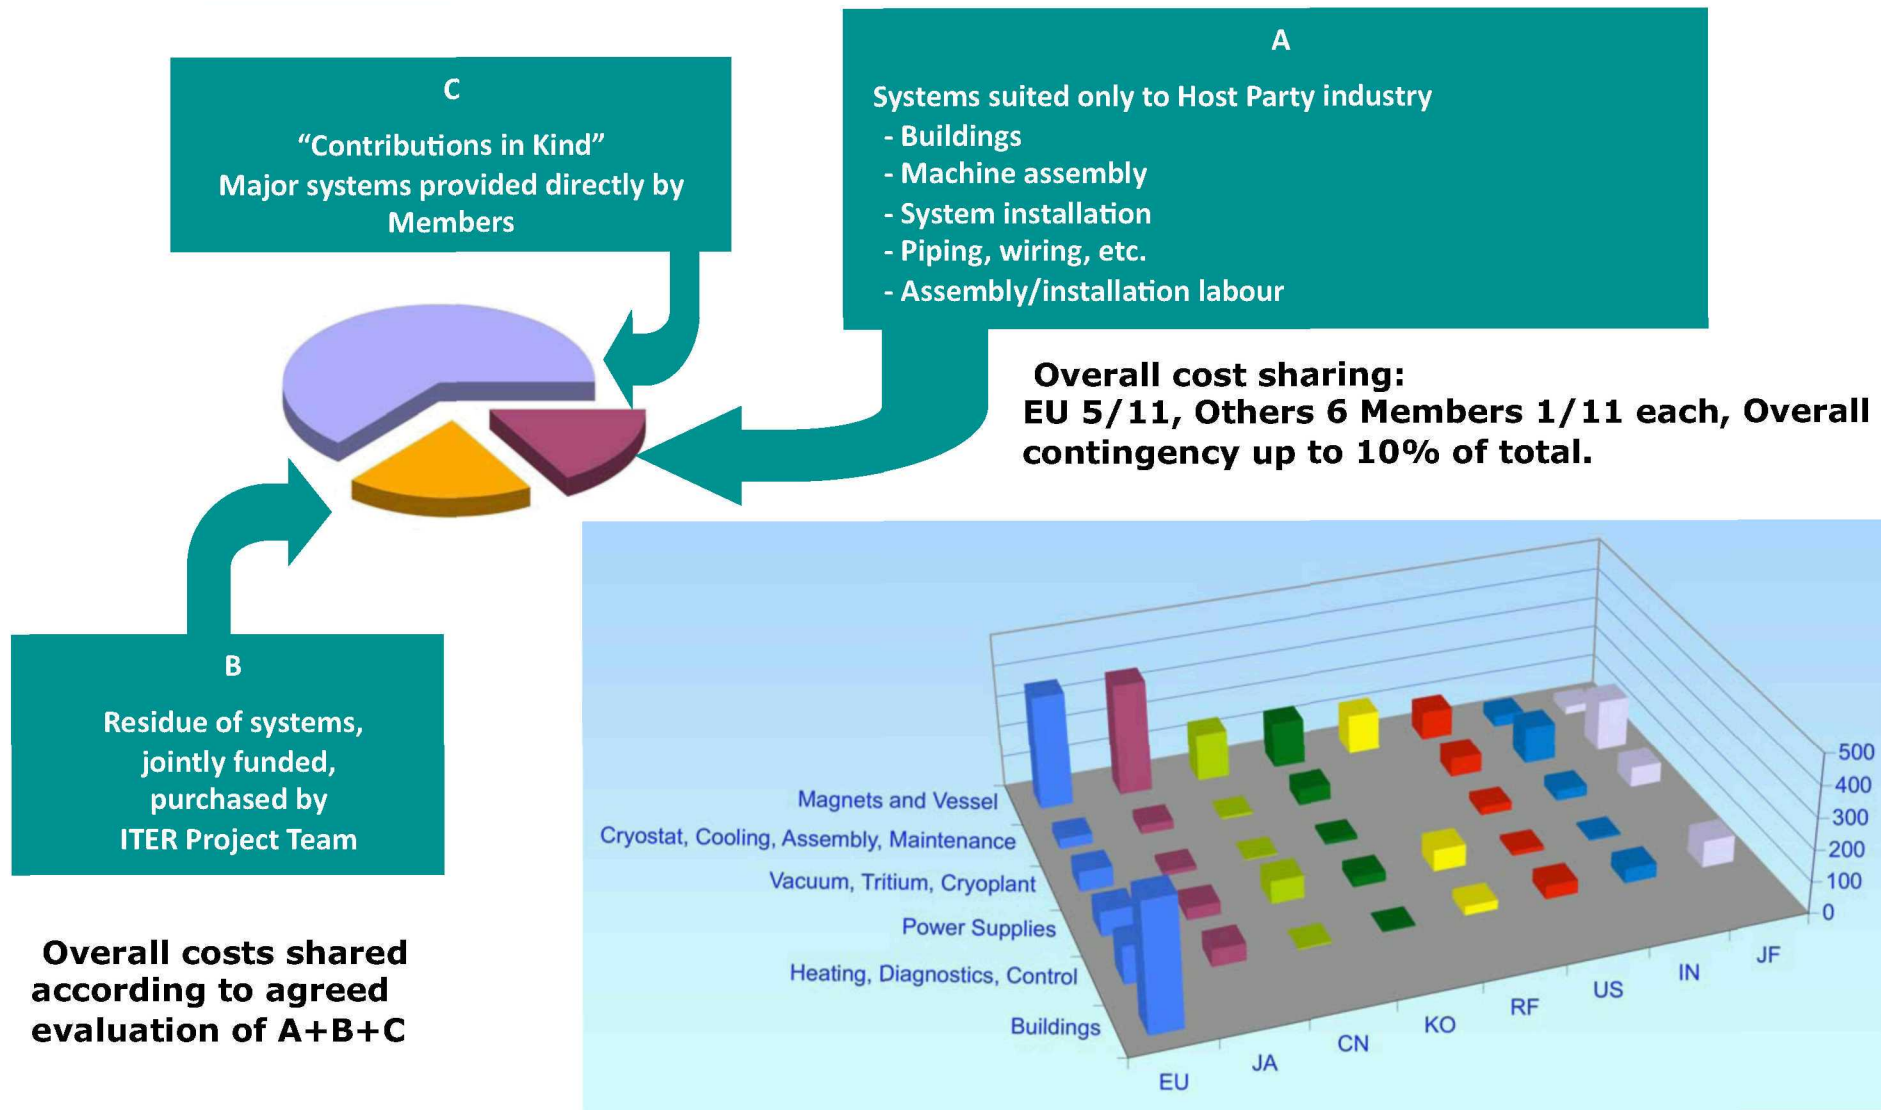 C
“Contributions in Kind”
Major systems provided directly by
Members
A
Systems suited only to Host Party industry
- Buildings
- Machine assembly
- System installation
- Piping, wiring, etc.
- Assembly/installation labour
Overall cost sharing:
EU 5/11, Others 6 Members 1/11 each, Overall
contingency up to 10% of total.
B
Residue of systems,
jointly funded,
purchased by
ITER Project Team
Overall costs shared
according to agreed
evaluation of A+B+C
Magnets and Vessel
Cryostat, Cooling, Assembly, Maintenance
Vacuum, Tritium, Cryoplant
Power Supplies
Heating, Diagnostics, Control
Buildings
EU
JA
CN
KO
RF
US
IN
JF
500
400
300
200
100
0